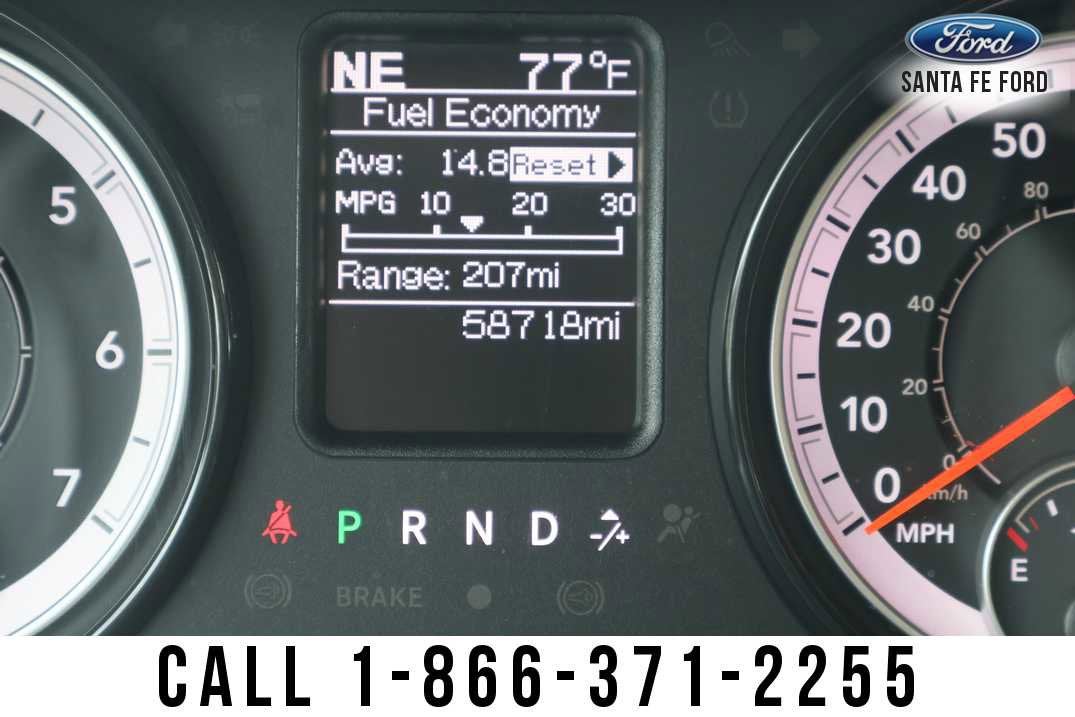 Ford
SANTA FE FORD
NE 77°F
Fuel Economy
Avg: 14.8 Reset
MPG 10 20 30
Range: 207mi
58718mi
5
6
7
50
40
30
20
10
0
80
60
40
20
0
km/h
MPH
E
P R N D -/+
BRAKE
CALL 1-866-371-2255